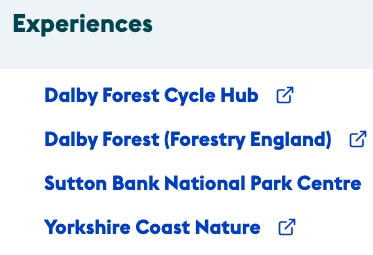 Experiences
Dalby Forest Cycle Hub
Dalby Forest (Forestry England)
Sutton Bank National Park Centre
Yorkshire Coast Nature